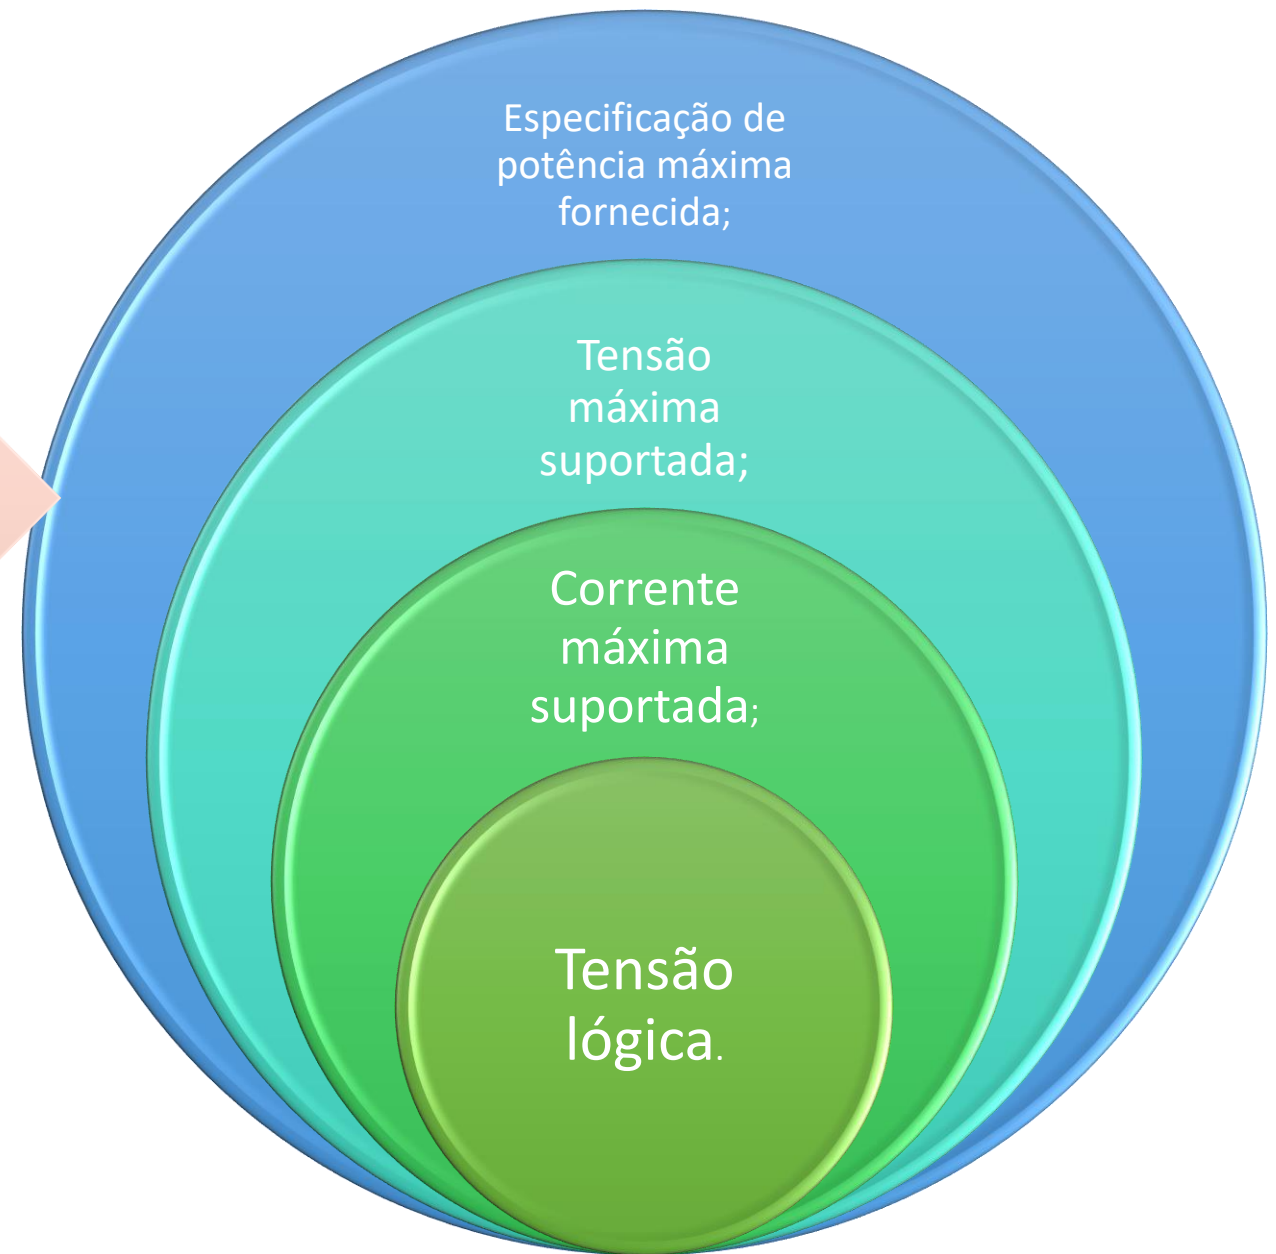 Especificação de
potência máxima
fornecida;
Tensão
máxima
suportada;
Corrente
máxima
suportada;
Tensão
lógica.